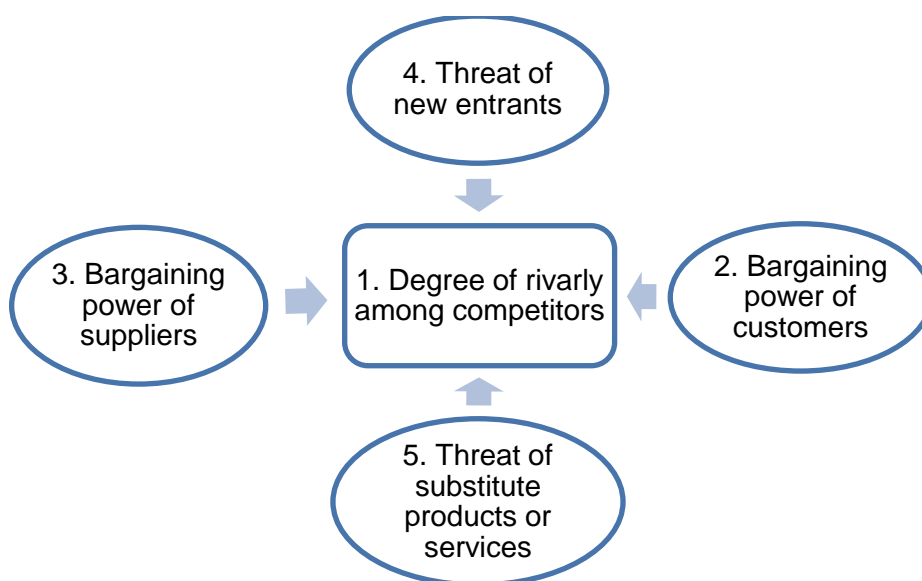 4. Threat of
new entrants
3. Bargaining
power of
suppliers
1. Degree of rivarly
among competitors
2. Bargaining
power of
customers
5. Threat of
substitute
products or
services